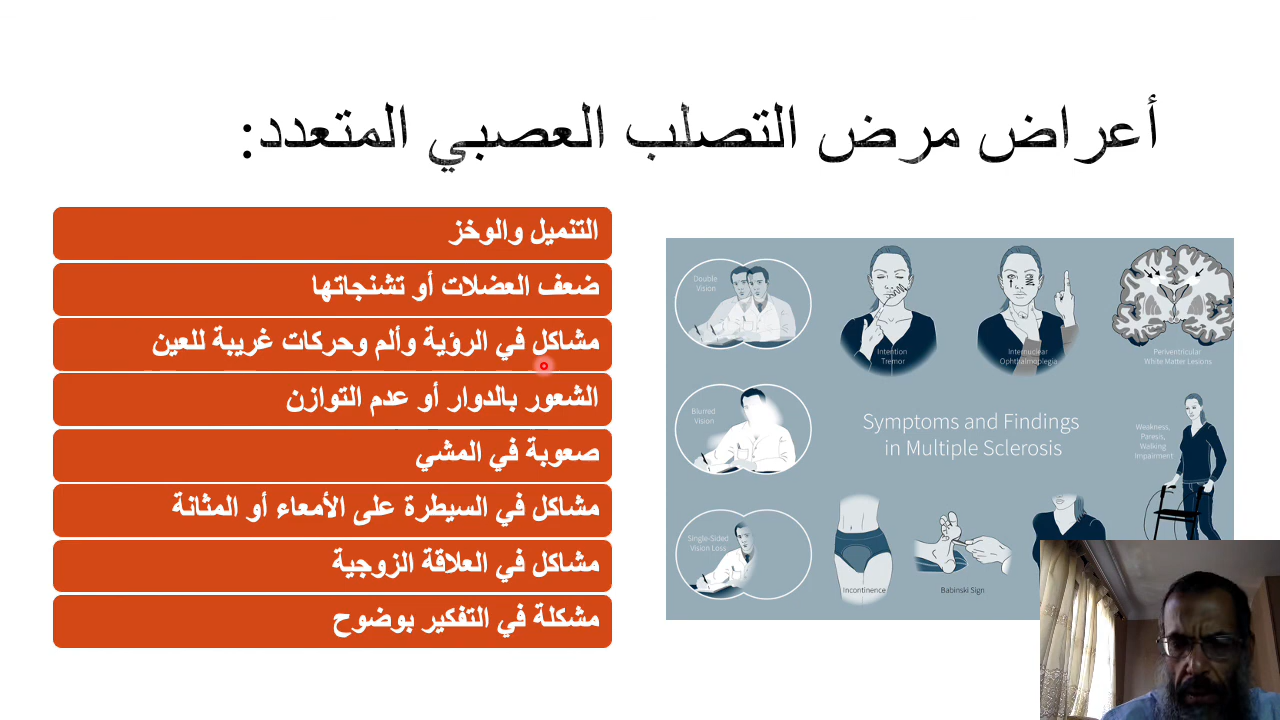 أعراض مرض التصلب العصبي المتعدد:
التنميل والوخز
ضعف العضلات أو تشنجاتها
مشاكل في الرؤية وألم وحركات غريبة للعين
الشعور بالدوار أو عدم التوازن
صعوبة في المشي
مشاكل في السيطرة على الأمعاء أو المثانة
مشاكل في العلاقة الزوجية
مشكلة في التفكير بوضوح
Double
Vision
Intention
Tremor
Internuclear
Ophthalmoplegia
Periventricular
White Matter Lesions
Blurred
Vision
Symptoms and Findings
in Multiple Sclerosis
Weakness,
Paresis,
Walking
Impairment
Single-Sided
Vision Loss
Incontinence
Babinski Sign